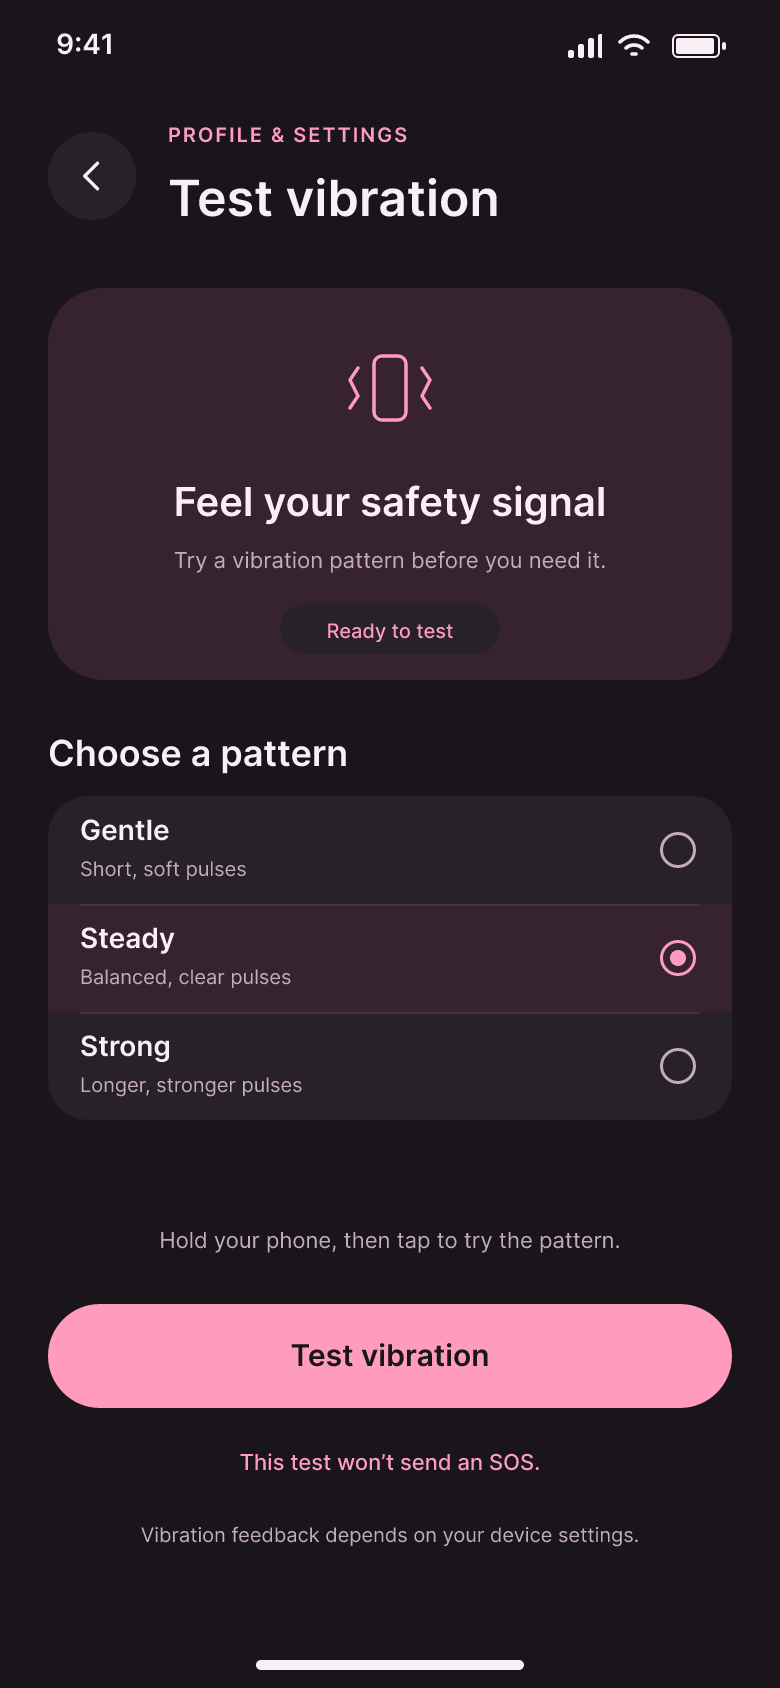 9:41
PROFILE & SETTINGS
Test vibration
Feel your safety signal
Try a vibration pattern before you need it.
Ready to test
Choose a pattern
Gentle
Short, soft pulses
Steady
Balanced, clear pulses
Strong
Longer, stronger pulses
Hold your phone, then tap to try the pattern.
Test vibration
This test won’t send an SOS.
Vibration feedback depends on your device settings.